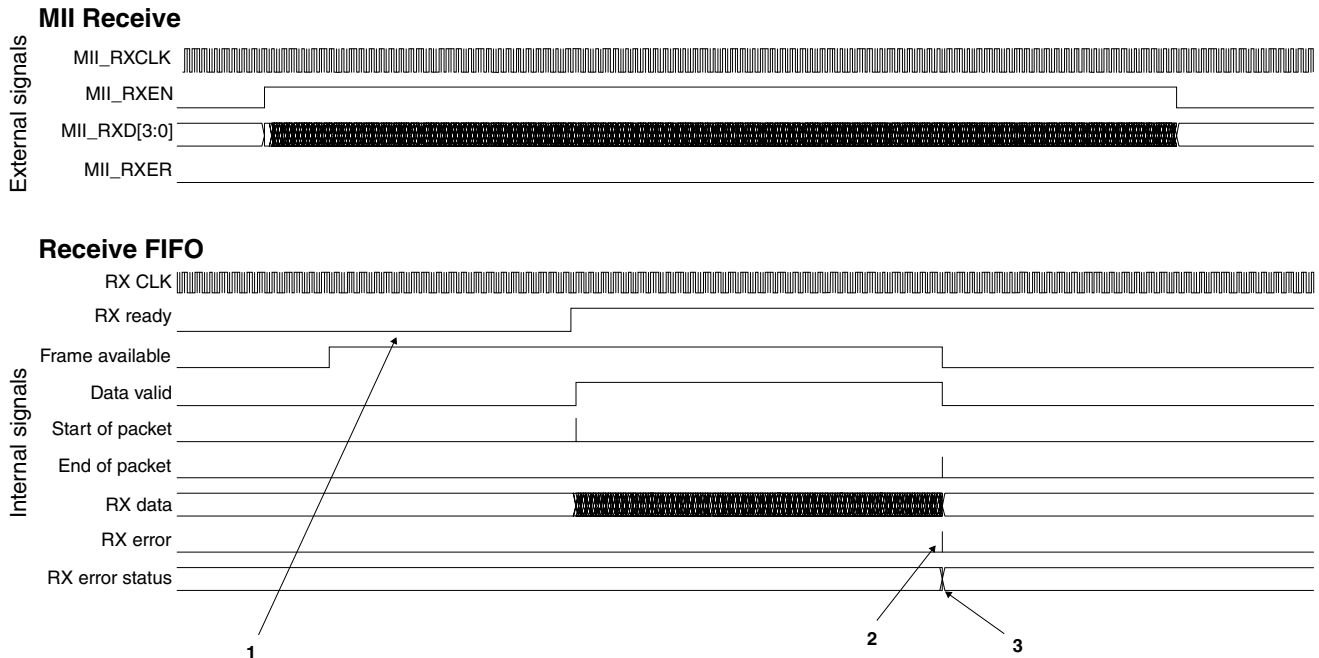 MII Receive
External signals
MII_RXCLK
MII_RXEN
MII_RXD[3:0]
MII_RXER
Receive FIFO
Internal signals
RX CLK
RX ready
Frame available
Data valid
Start of packet
End of packet
RX data
RX error
RX error status
1
2
3